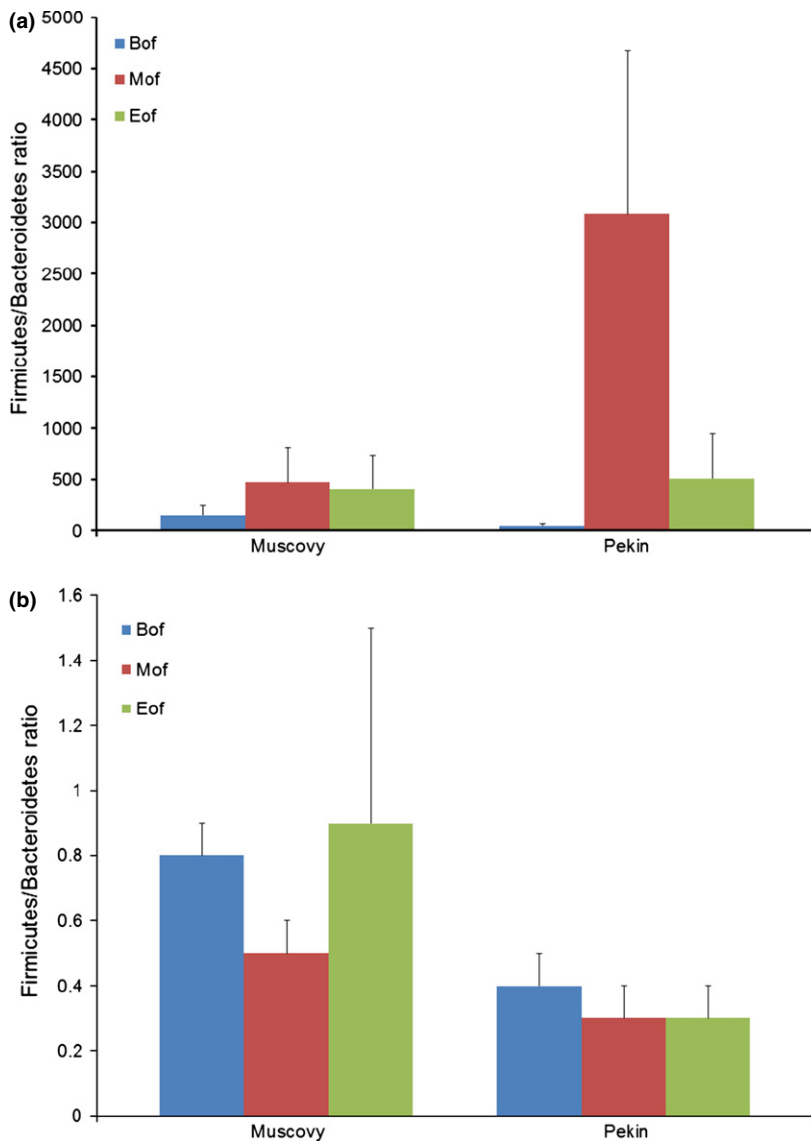 (a)
Firmicutes/Bacteroidetes ratio
5000
4500
4000
3500
3000
2500
2000
1500
1000
500
0
Bof
Mof
Eof
Muscovy
Pekin
(b)
Firmicutes/Bacteroidetes ratio
1.6
1.4
1.2
1
0.8
0.6
0.4
0.2
0
Bof
Mof
Eof
Muscovy
Pekin